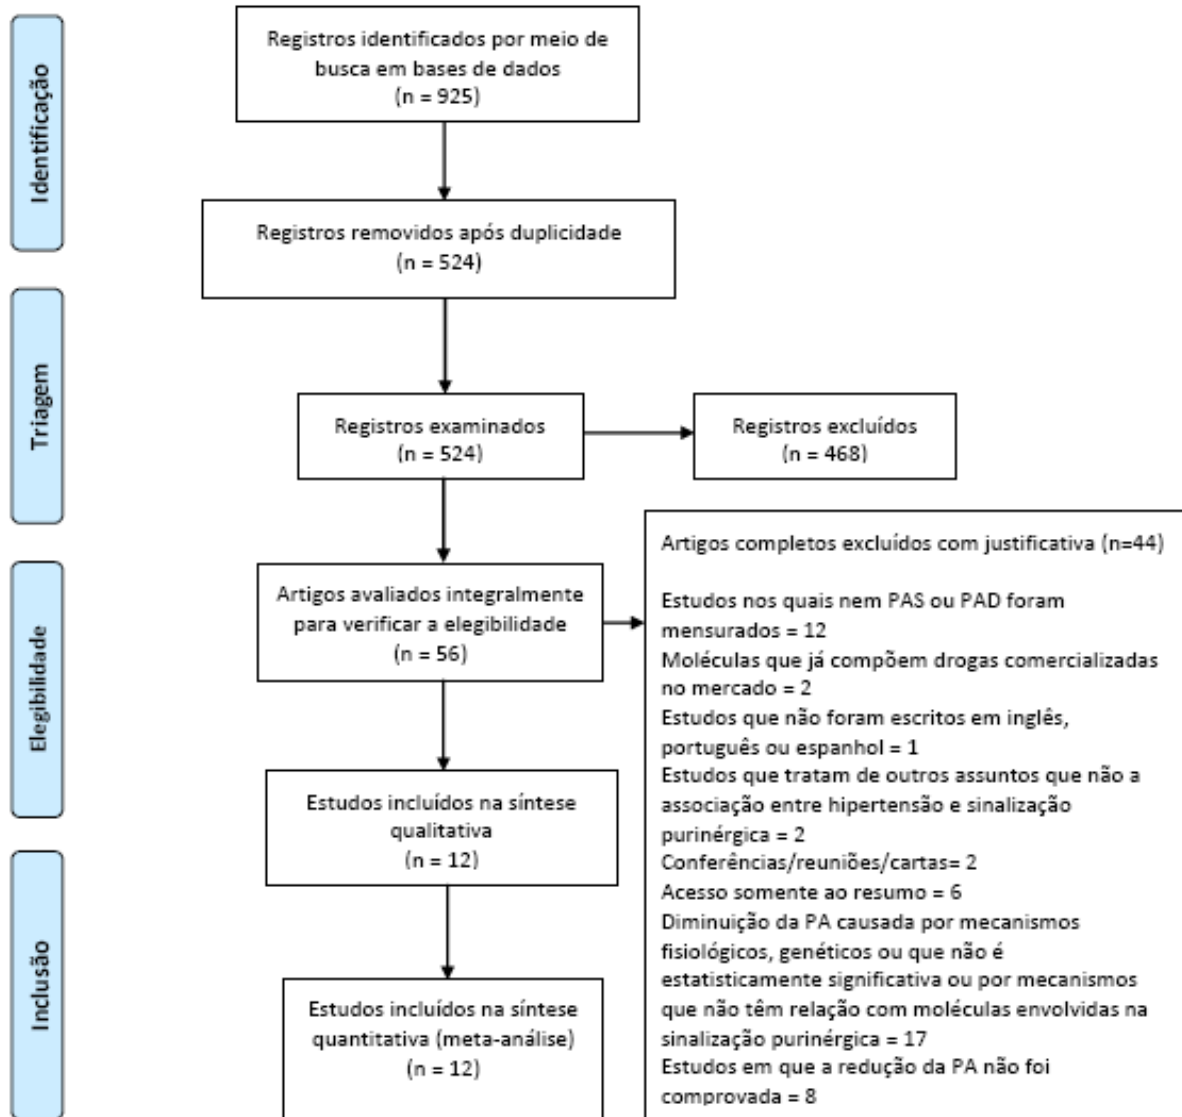 Identificação
Registros identificados por meio de
busca em bases de dados
(n = 925)
Registros removidos após duplicidade
(n = 524)
Triagem
Registros examinados
(n = 524)
Registros excluídos
(n = 468)
Elegibilidade
Artigos avaliados integralmente
para verificar a elegibilidade
(n = 56)
Artigos completos excluídos com justificativa (n=44)
Estudos nos quais nem PAS ou PAD foram
mensurados = 12
Moléculas que já compõem drogas comercializadas
no mercado = 2
Estudos que não foram escritos em inglês,
português ou espanhol = 1
Estudos que tratam de outros assuntos que não a
associação entre hipertensão e sinalização
purinérgica = 2
Conferências/reuniões/cartas= 2
Acesso somente ao resumo = 6
Diminuição da PA causada por mecanismos
fisiológicos, genéticos ou que não é
estatisticamente significativa ou por mecanismos
que não têm relação com moléculas envolvidas na
sinalização purinérgica = 17
Estudos em que a redução da PA não foi
comprovada = 8
Estudos incluídos na síntese
qualitativa
(n = 12)
Inclusão
Estudos incluídos na síntese
quantitativa (meta-análise)
(n = 12)